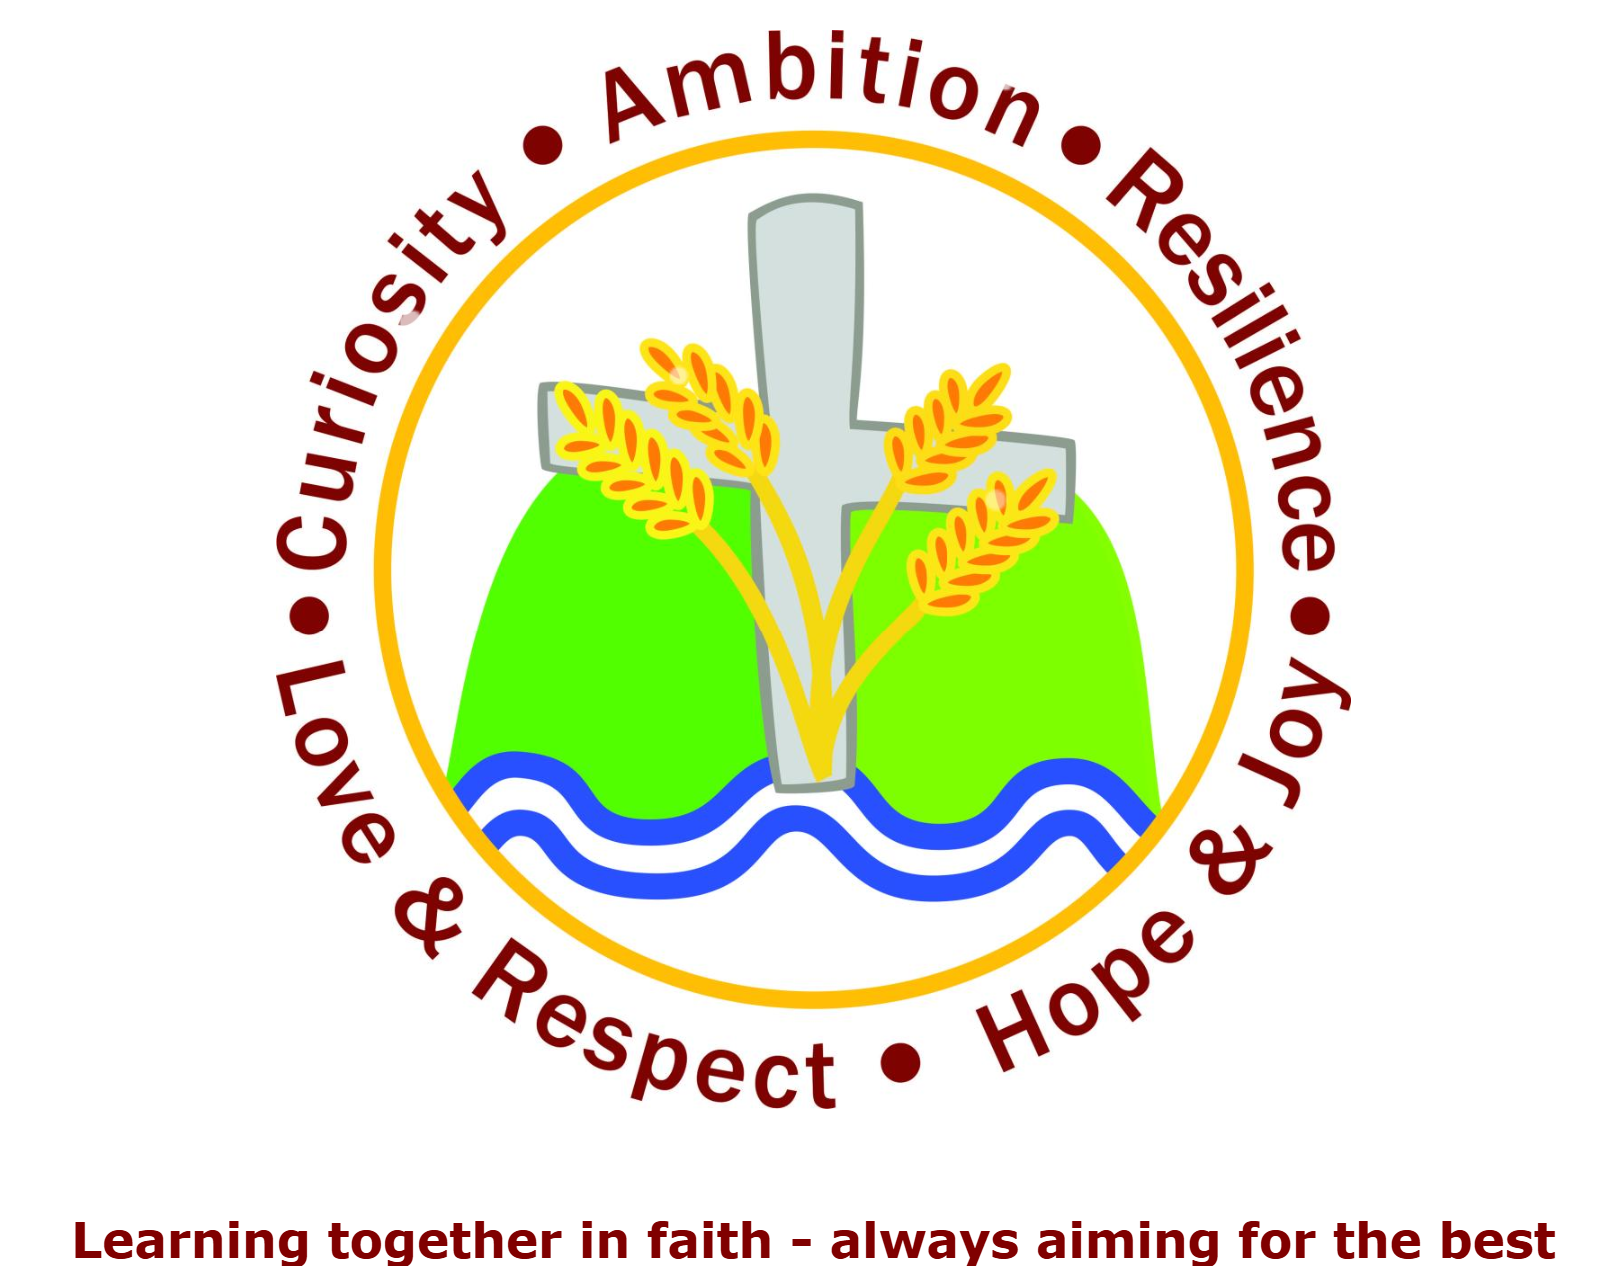 Love & Respect • Curiosity • Ambition • Resilience • Hope & Joy •
Learning together in faith - always aiming for the best